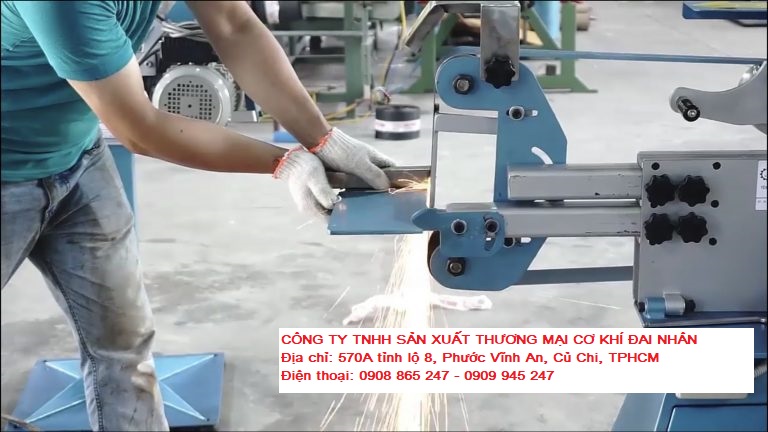 CÔNG TY TNHH SẢN XUẤT THƯƠNG MẠI CƠ KHÍ ĐẠI NHÂN
Địa chỉ: 570A tỉnh lộ 8, Phước Vĩnh An, Củ Chi, TPHCM
Điện thoại: 0908 865 247 - 0909 945 247